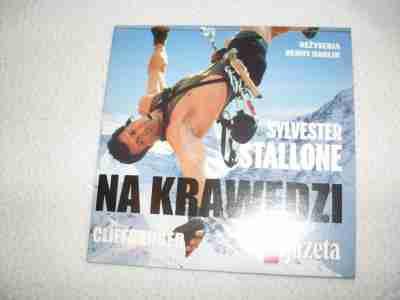 REŻYSERIA
RENNY HARLIN
SYLVESTER
STALLONE
NA KRAWĘDZI
CLIFFHANGER
gazeta